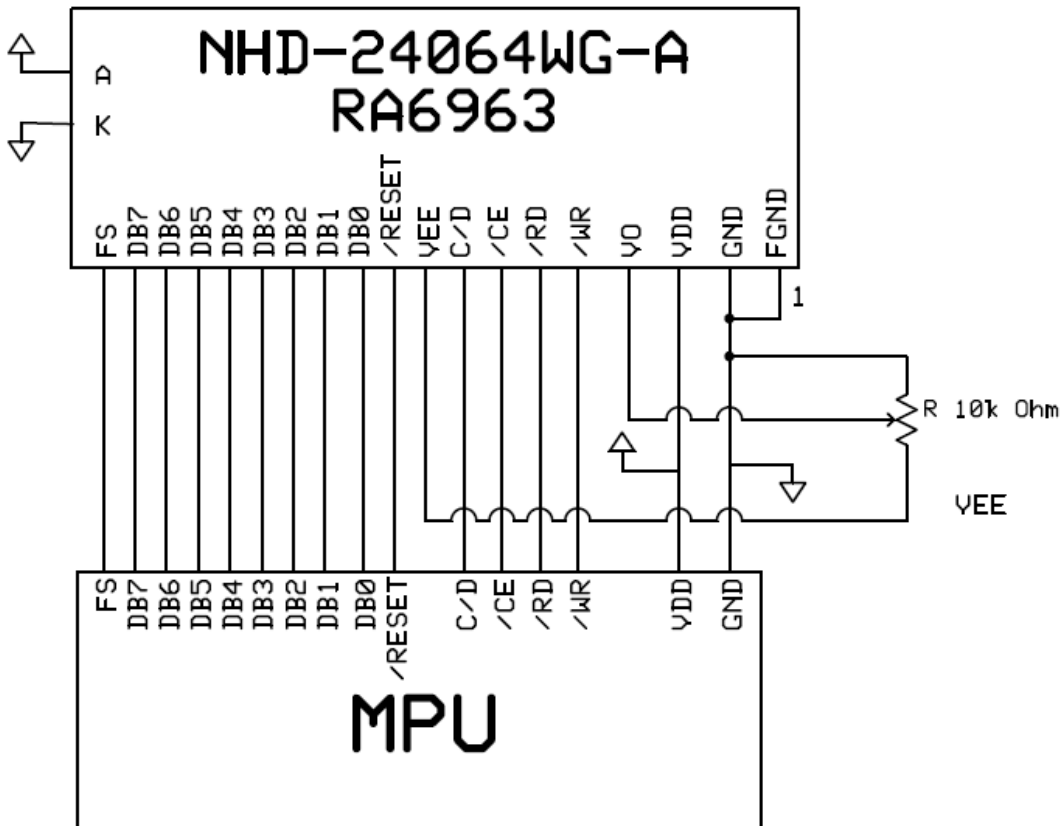 NHD-24064WG-A
RA6963
A
K
FS
DB7
DB6
DB5
DB4
DB3
DB2
DB1
DB0
/RESET
VEE
C/D
/CE
/RD
/WR
VO
VDD
GND
FGND
1
R 10k Ohm
VEE
FS
DB7
DB6
DB5
DB4
DB3
DB2
DB1
DB0
/RESET
C/D
/CE
/RD
/WR
VDD
GND
MPU